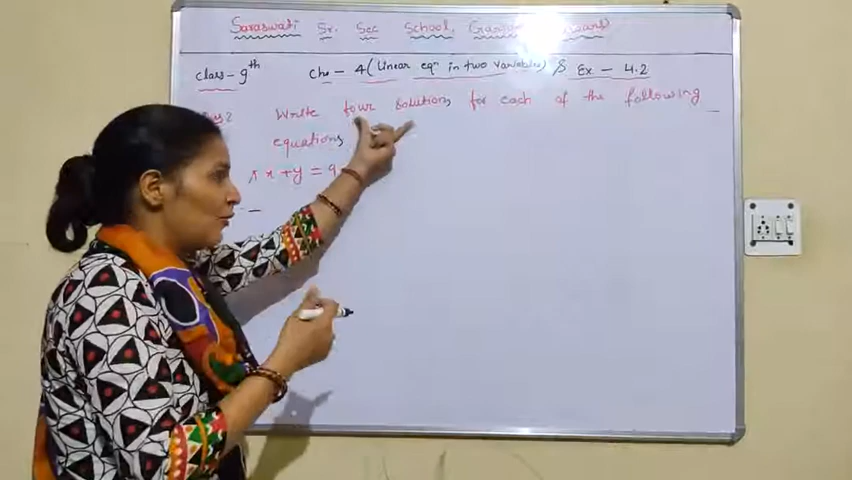 Saraswati Sr. Sec School,
Class - 9th Ch:- 4 (Linear eqn in two variables) Ex - 4.2
Write four solutions for each of the following
equations
x + y = 9